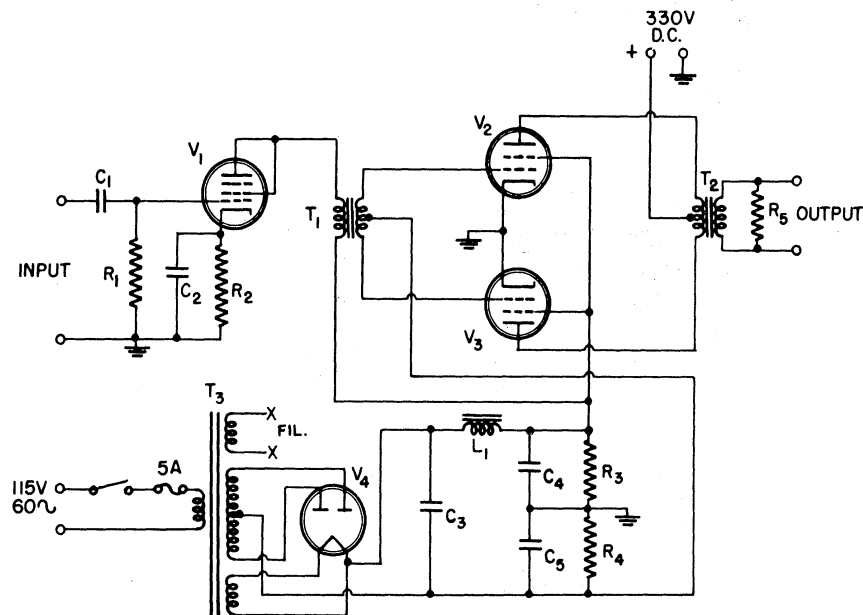 330V
D.C.
+
V2
V1
C1
T2
T1
R5 OUTPUT
INPUT
R1
C2
R2
V3
T3
X
FIL.
X
L1
5A
V4
R3
C4
115V
60~
C3
C5
R4